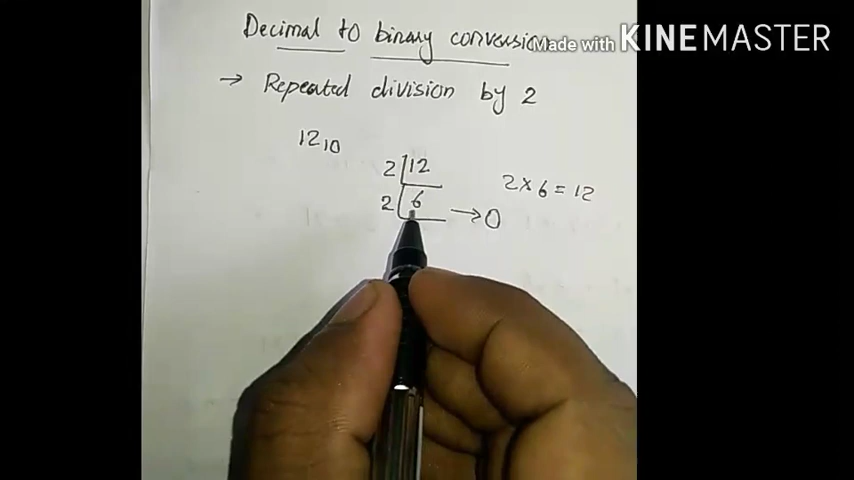 Decimal to binary conversion
Made with KINEMASTER
→ Repeated division by 2
12₁₀
2 12
2 6 → 0
2 × 6 = 12